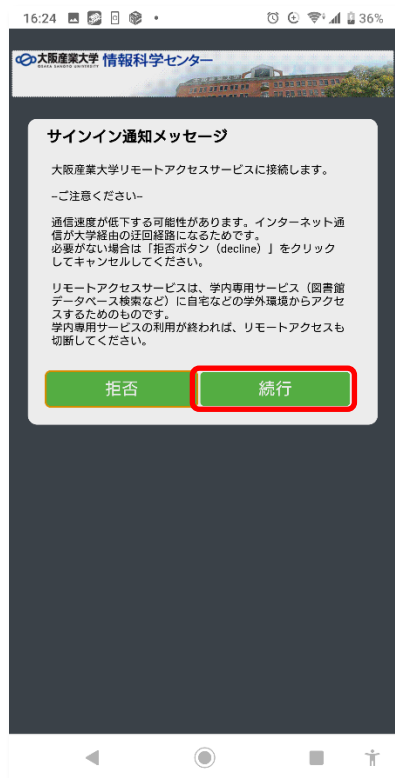 16:24
36%
大阪産業大学 情報科学センター
OSAKA SANGYO UNIVERSITY
サインイン通知メッセージ
大阪産業大学リモートアクセスサービスに接続します。
–ご注意ください–
通信速度が低下する可能性があります。インターネット通
信が大学経由の迂回経路になるためです。
必要がない場合は「拒否ボタン（decline）」をクリック
してキャンセルしてください。
リモートアクセスサービスは、学内専用サービス（図書館
データベース検索など）に自宅などの学外環境からアクセ
スするためのものです。
学内専用サービスの利用が終われば、リモートアクセスも
切断してください。
拒否
続行